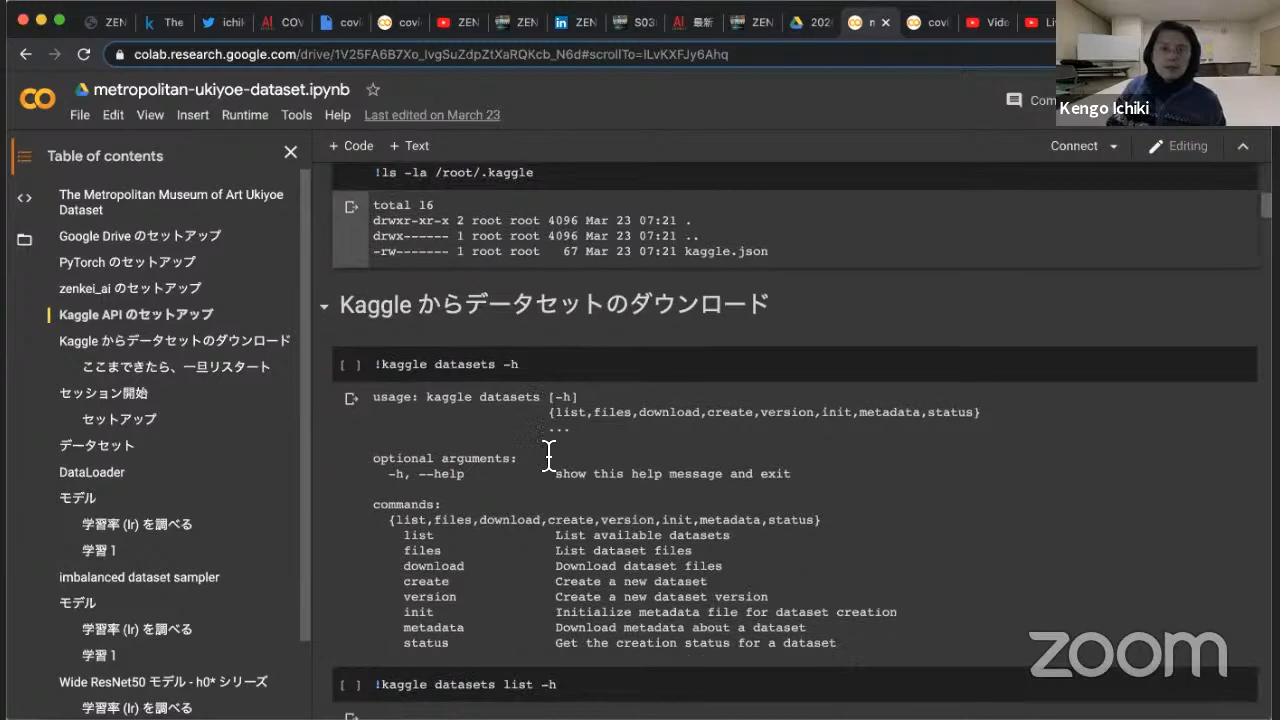 ZEN
The
ichik
COV
covi
covi
ZEN
ZEN
ZEN
S03
最新
ZEN
202
n
covi
Vide
Li
colab.research.google.com/drive/1V25FA6B7Xo_IvgSuZdpZtXaRQKcb_N6d#scrollTo=ILvKXFJy6Ahq
metropolitan-ukiyoe-dataset.ipynb
File Edit View Insert Runtime Tools Help Last edited on March 23
Com
Kengo Ichiki
Table of contents
+ Code + Text
Connect
Editing
The Metropolitan Museum of Art Ukiyoe
Dataset
Google Drive のセットアップ
PyTorch のセットアップ
zenkei_ai のセットアップ
Kaggle API のセットアップ
Kaggle からデータセットのダウンロード
ここまできたら、一旦リスタート
セッション開始
セットアップ
データセット
DataLoader
モデル
学習率 (lr) を調べる
学習 1
imbalanced dataset sampler
モデル
学習率 (lr) を調べる
学習 1
Wide ResNet50 モデル - h0* シリーズ
学習率 (lr) を調べる
!ls -la /root/.kaggle
total 16
drwxr-xr-x 2 root root 4096 Mar 23 07:21 .
drwx------ 1 root root 4096 Mar 23 07:21 ..
-rw------- 1 root root 67 Mar 23 07:21 kaggle.json
Kaggle からデータセットのダウンロード
[ ] !kaggle datasets -h
usage: kaggle datasets [-h]
{list,files,download,create,version,init,metadata,status}
...
optional arguments:
-h, --help show this help message and exit
commands:
{list,files,download,create,version,init,metadata,status}
list List available datasets
files List dataset files
download Download dataset files
create Create a new dataset
version Create a new dataset version
init Initialize metadata file for dataset creation
metadata Download metadata about a dataset
status Get the creation status for a dataset
[ ] !kaggle datasets list -h
zoom